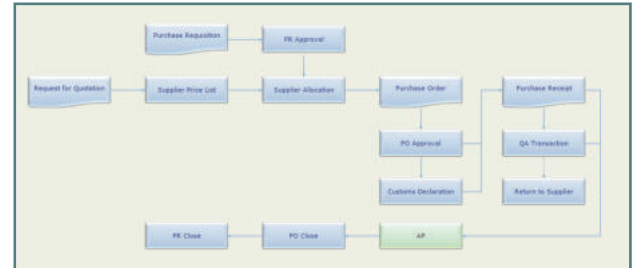 Purchase Requisition
PR Approval
Request for Quotation
Supplier Price List
Supplier Allocation
Purchase Order
Purchase Receipt
PO Approval
QA Transaction
Customs Declaration
Return to Supplier
PR Close
PO Close
AP